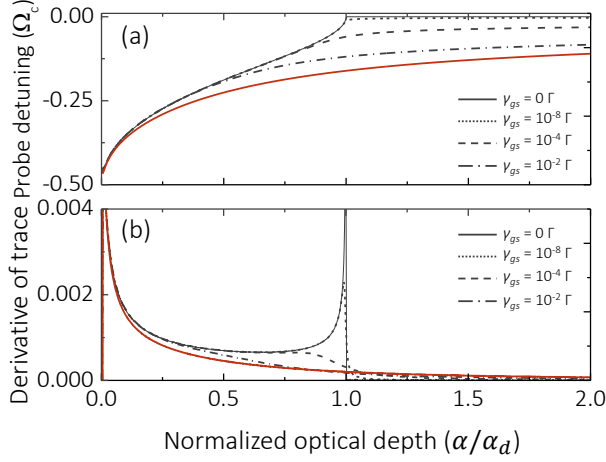 Derivative of trace Probe detuning (Ωc)
0.00
-0.25
-0.50
(a)
γgs = 0 Γ
γgs = 10-8 Γ
γgs = 10-4 Γ
γgs = 10-2 Γ
0.004
0.002
0.000
(b)
γgs = 0 Γ
γgs = 10-8 Γ
γgs = 10-4 Γ
γgs = 10-2 Γ
0.0 0.5 1.0 1.5 2.0
Normalized optical depth (α/αd)